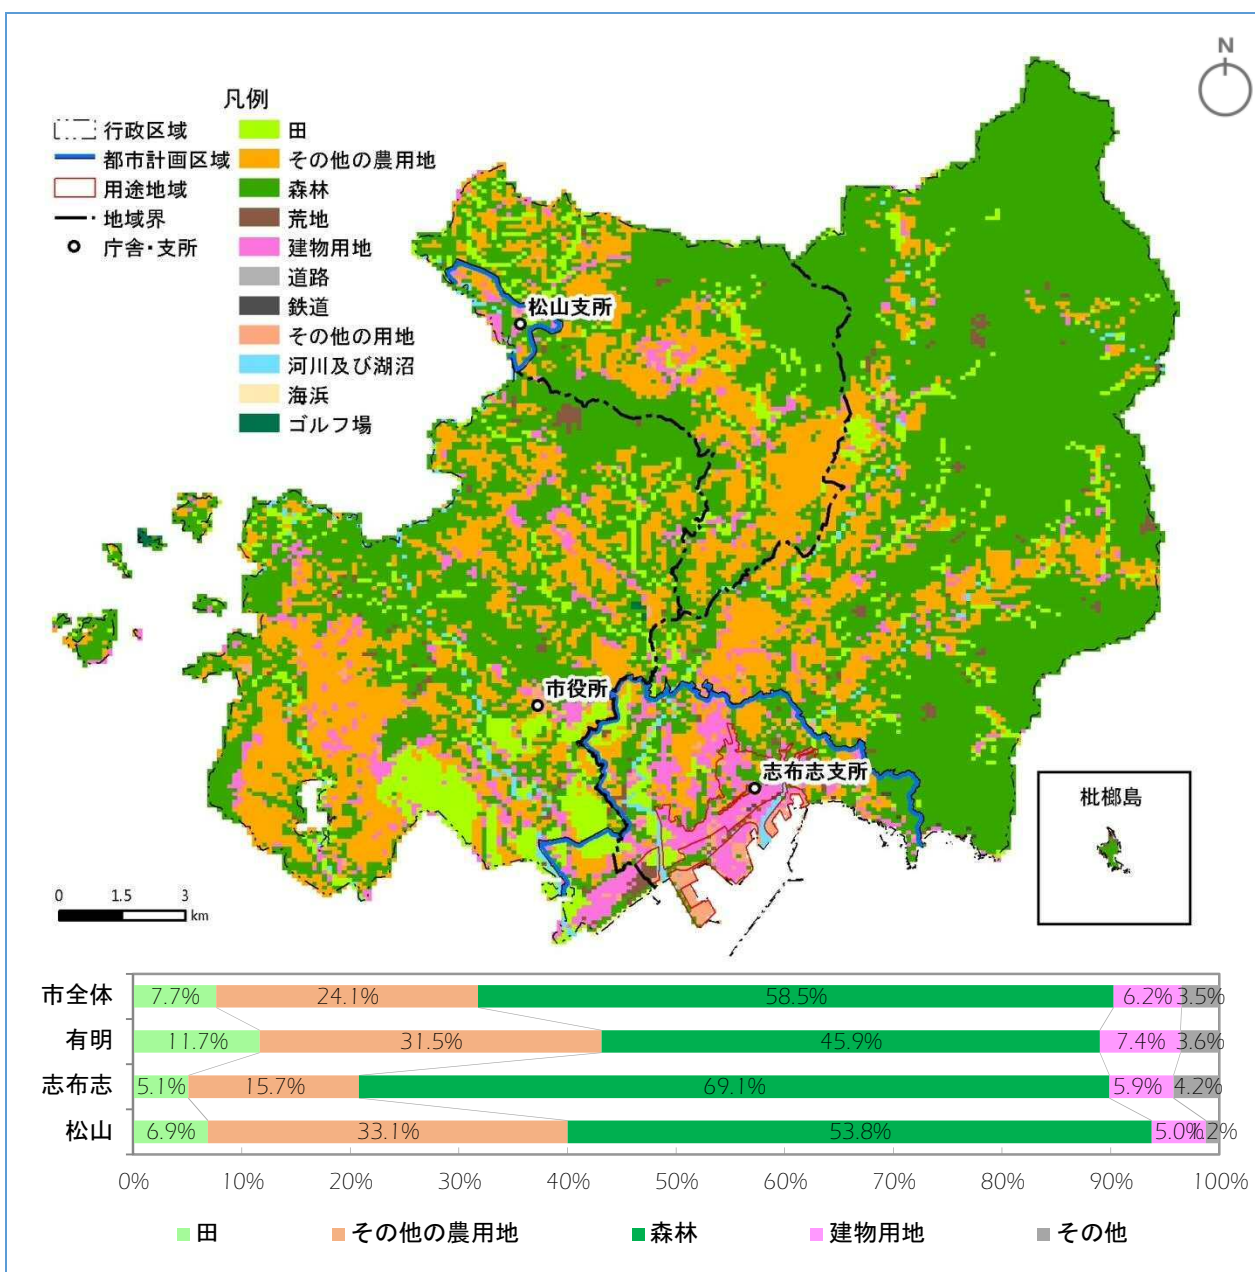 N
凡例
行政区域
都市計画区域
用途地域
地域界
庁舎・支所
田
その他の農用地
森林
荒地
建物用地
道路
鉄道
その他の用地
河川及び湖沼
海浜
ゴルフ場
松山支所
市役所
志布志支所
枇榔島
0 1.5 3 km
市全体 7.7% 24.1% 58.5% 6.2% 3.5%
有明 11.7% 31.5% 45.9% 7.4% 3.6%
志布志 5.1% 15.7% 69.1% 5.9% 4.2%
松山 6.9% 33.1% 53.8% 5.0% 1.2%
0% 10% 20% 30% 40% 50% 60% 70% 80% 90% 100%
田 その他の農用地 森林 建物用地 その他